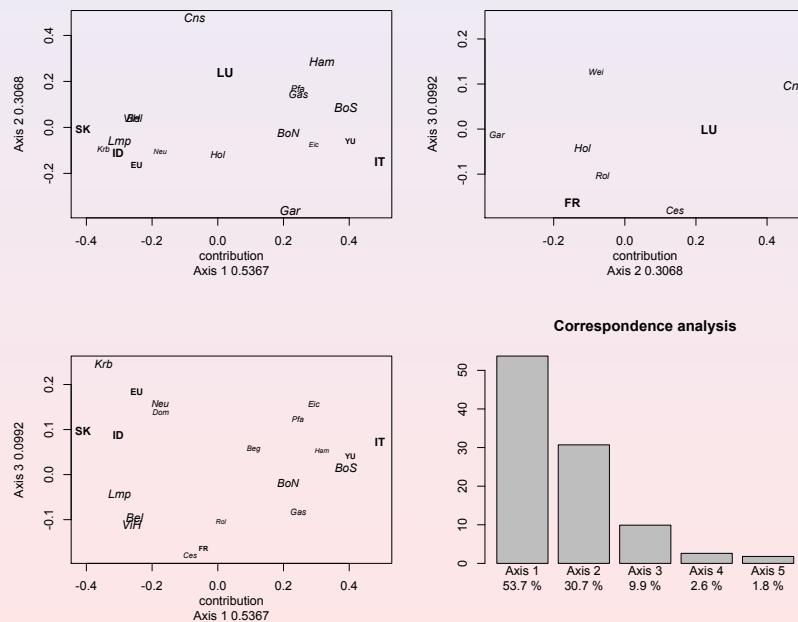 Cns
Ham
LU
Pfa
Gas
BoS
SK
Lmp
Krb
ID
EU
Neu
Hol
BoN
Eic
YU
IT
Gar
Axis 2 0.3068
-0.2
0.0
0.2
0.4
-0.4
-0.2
0.0
0.2
0.4
contribution
Axis 1 0.5367
Wei
Cn
Gar
LU
Hol
Rol
FR
Ces
Axis 3 0.0992
-0.1
0.0
0.1
0.2
-0.2
0.0
0.2
0.4
contribution
Axis 2 0.3068
Krb
EU
Neu
Dom
Eic
Pfa
SK
ID
IT
Beg
Ham
YU
BoS
BoN
Lmp
Bel
ViH
Gas
Rol
FR
Ces
Axis 3 0.0992
-0.1
0.0
0.1
0.2
-0.4
-0.2
0.0
0.2
0.4
contribution
Axis 1 0.5367
Correspondence analysis
0
10
20
30
40
50
Axis 1
Axis 2
Axis 3
Axis 4
Axis 5
53.7 %
30.7 %
9.9 %
2.6 %
1.8 %